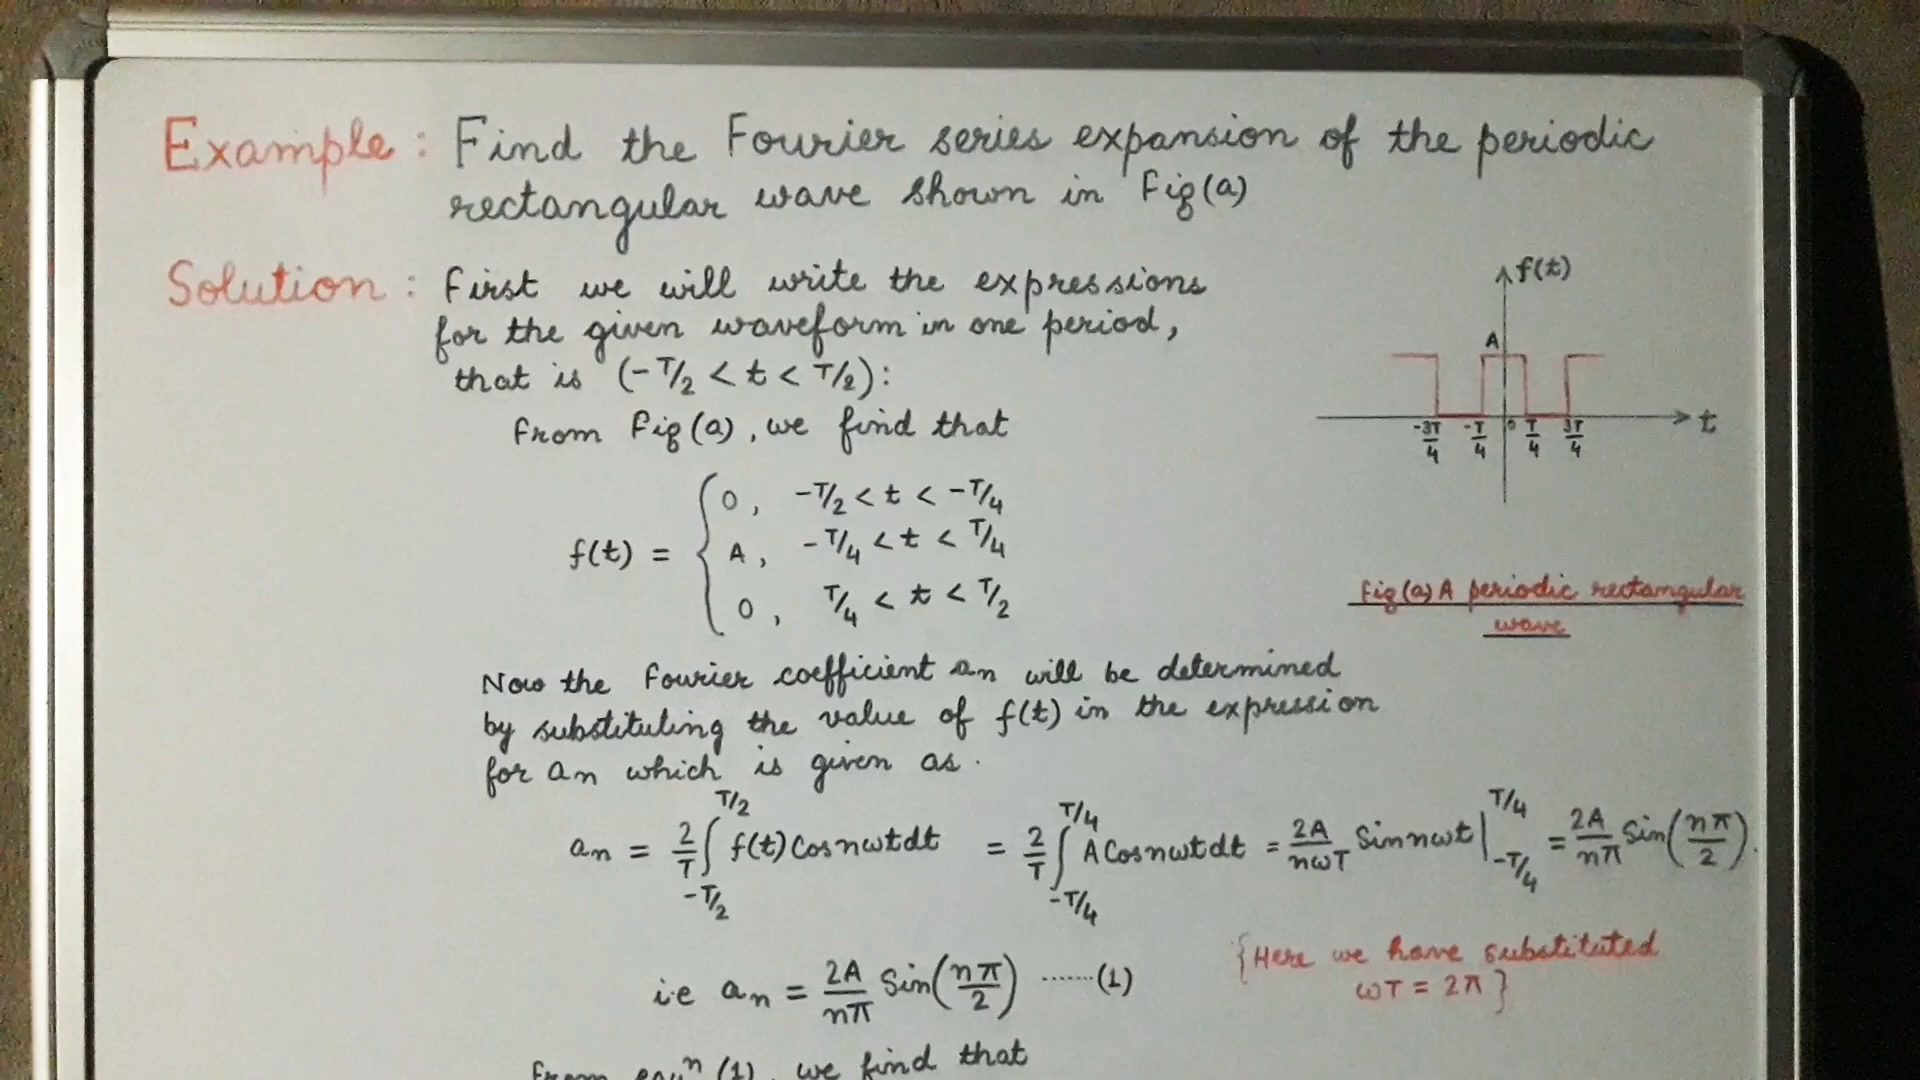 Example : Find the Fourier series expansion of the periodic
rectangular wave shown in Fig(a)
Solution : First we will write the expressions
for the given waveform in one period,
that is (-T/2 < t < T/2) :
From Fig(a), we find that
f(t) = { 0, -T/2 < t < -T/4
A, -T/4 < t < T/4
0, T/4 < t < T/2
f(t)
A
t
-3T/4 -T/4 0 T/4 3T/4
Fig(a) A periodic rectangular
wave
Now the Fourier coefficient an will be determined
by substituting the value of f(t) in the expression
for an which is given as.
an = 2/T ∫_{-T/2}^{T/2} f(t) Cos nωt dt = 2/T ∫_{-T/4}^{T/4} A Cos nωt dt = 2A/nωT Sin nωt |_{-T/4}^{T/4} = 2A/nπ Sin(nπ/2).
i.e an = 2A/nπ Sin(nπ/2) .......(1)
{Here we have substituted
ωT = 2π}
From equⁿ (1), we find that